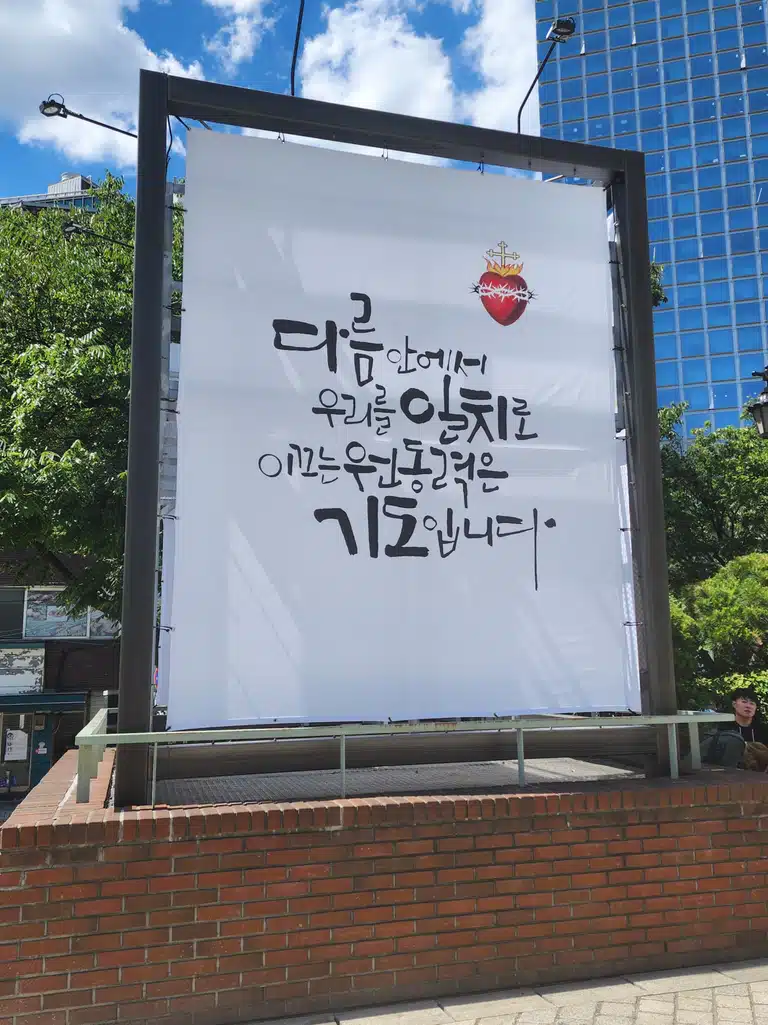 다름 안에서
우리를 일치로
이끄는 원동력은
기도입니다.